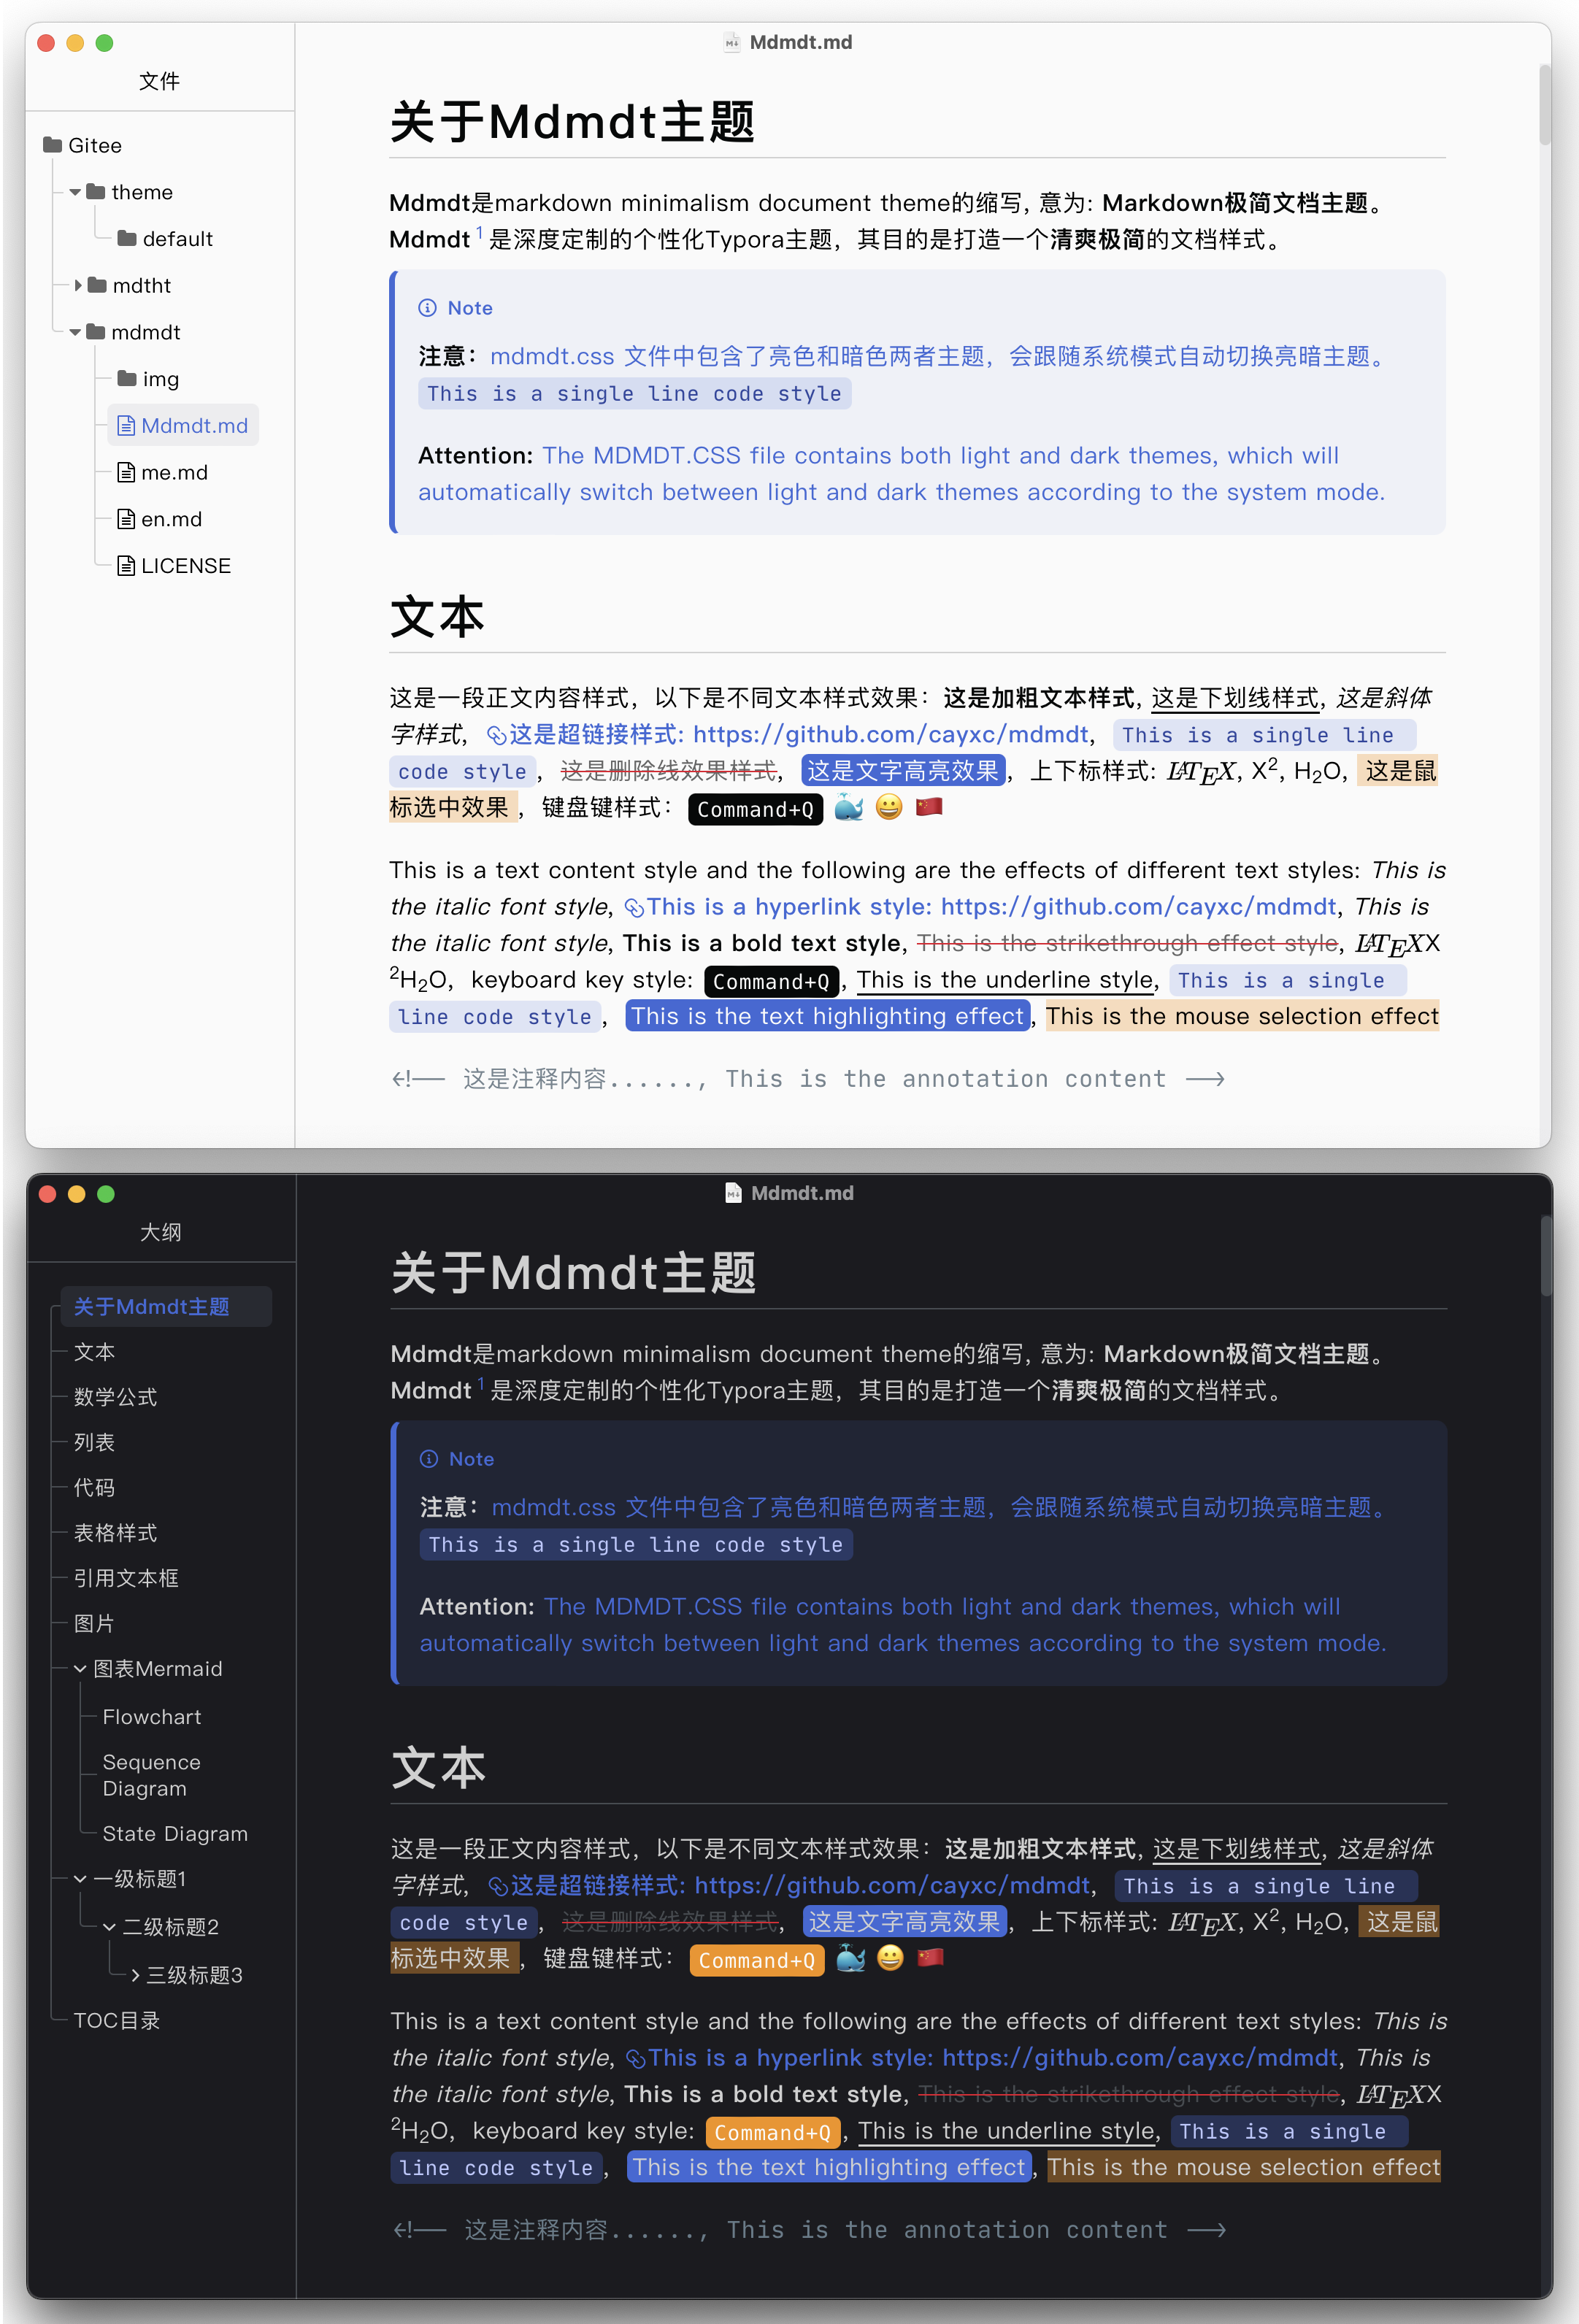 Mdmdt.md
文件
Gitee
theme
default
mdtht
mdmdt
img
Mdmdt.md
me.md
en.md
LICENSE
关于Mdmdt主题
Mdmdt是markdown minimalism document theme的缩写, 意为: Markdown极简文档主题。
Mdmdt 1 是深度定制的个性化Typora主题，其目的是打造一个清爽极简的文档样式。
Note
注意：mdmdt.css 文件中包含了亮色和暗色两者主题，会跟随系统模式自动切换亮暗主题。
This is a single line code style
Attention: The MDMDT.CSS file contains both light and dark themes, which will
automatically switch between light and dark themes according to the system mode.
文本
这是一段正文内容样式，以下是不同文本样式效果：这是加粗文本样式, 这是下划线样式, 这是斜体
字样式，这是超链接样式: https://github.com/cayxc/mdmdt, This is a single line
code style，这是删除线效果样式，这是文字高亮效果，上下标样式: LATEX, X², H₂O, 这是鼠
标选中效果，键盘键样式：Command+Q 🐳 😀 🇨🇳
This is a text content style and the following are the effects of different text styles: This is
the italic font style, This is a hyperlink style: https://github.com/cayxc/mdmdt, This is
the italic font style, This is a bold text style, This is the strikethrough effect style, LATEXX
²H₂O，keyboard key style: Command+Q, This is the underline style, This is a single
line code style，This is the text highlighting effect, This is the mouse selection effect
<!-- 这是注释内容......, This is the annotation content -->
Mdmdt.md
大纲
关于Mdmdt主题
文本
数学公式
列表
代码
表格样式
引用文本框
图片
图表Mermaid
Flowchart
Sequence
Diagram
State Diagram
一级标题1
二级标题2
三级标题3
TOC目录
关于Mdmdt主题
Mdmdt是markdown minimalism document theme的缩写, 意为: Markdown极简文档主题。
Mdmdt 1 是深度定制的个性化Typora主题，其目的是打造一个清爽极简的文档样式。
Note
注意：mdmdt.css 文件中包含了亮色和暗色两者主题，会跟随系统模式自动切换亮暗主题。
This is a single line code style
Attention: The MDMDT.CSS file contains both light and dark themes, which will
automatically switch between light and dark themes according to the system mode.
文本
这是一段正文内容样式，以下是不同文本样式效果：这是加粗文本样式, 这是下划线样式, 这是斜体
字样式，这是超链接样式: https://github.com/cayxc/mdmdt, This is a single line
code style，这是删除线效果样式，这是文字高亮效果，上下标样式: LATEX, X², H₂O, 这是鼠
标选中效果，键盘键样式：Command+Q 🐳 😀 🇨🇳
This is a text content style and the following are the effects of different text styles: This is
the italic font style, This is a hyperlink style: https://github.com/cayxc/mdmdt, This is
the italic font style, This is a bold text style, This is the strikethrough effect style, LATEXX
²H₂O，keyboard key style: Command+Q, This is the underline style, This is a single
line code style，This is the text highlighting effect, This is the mouse selection effect
<!-- 这是注释内容......, This is the annotation content -->